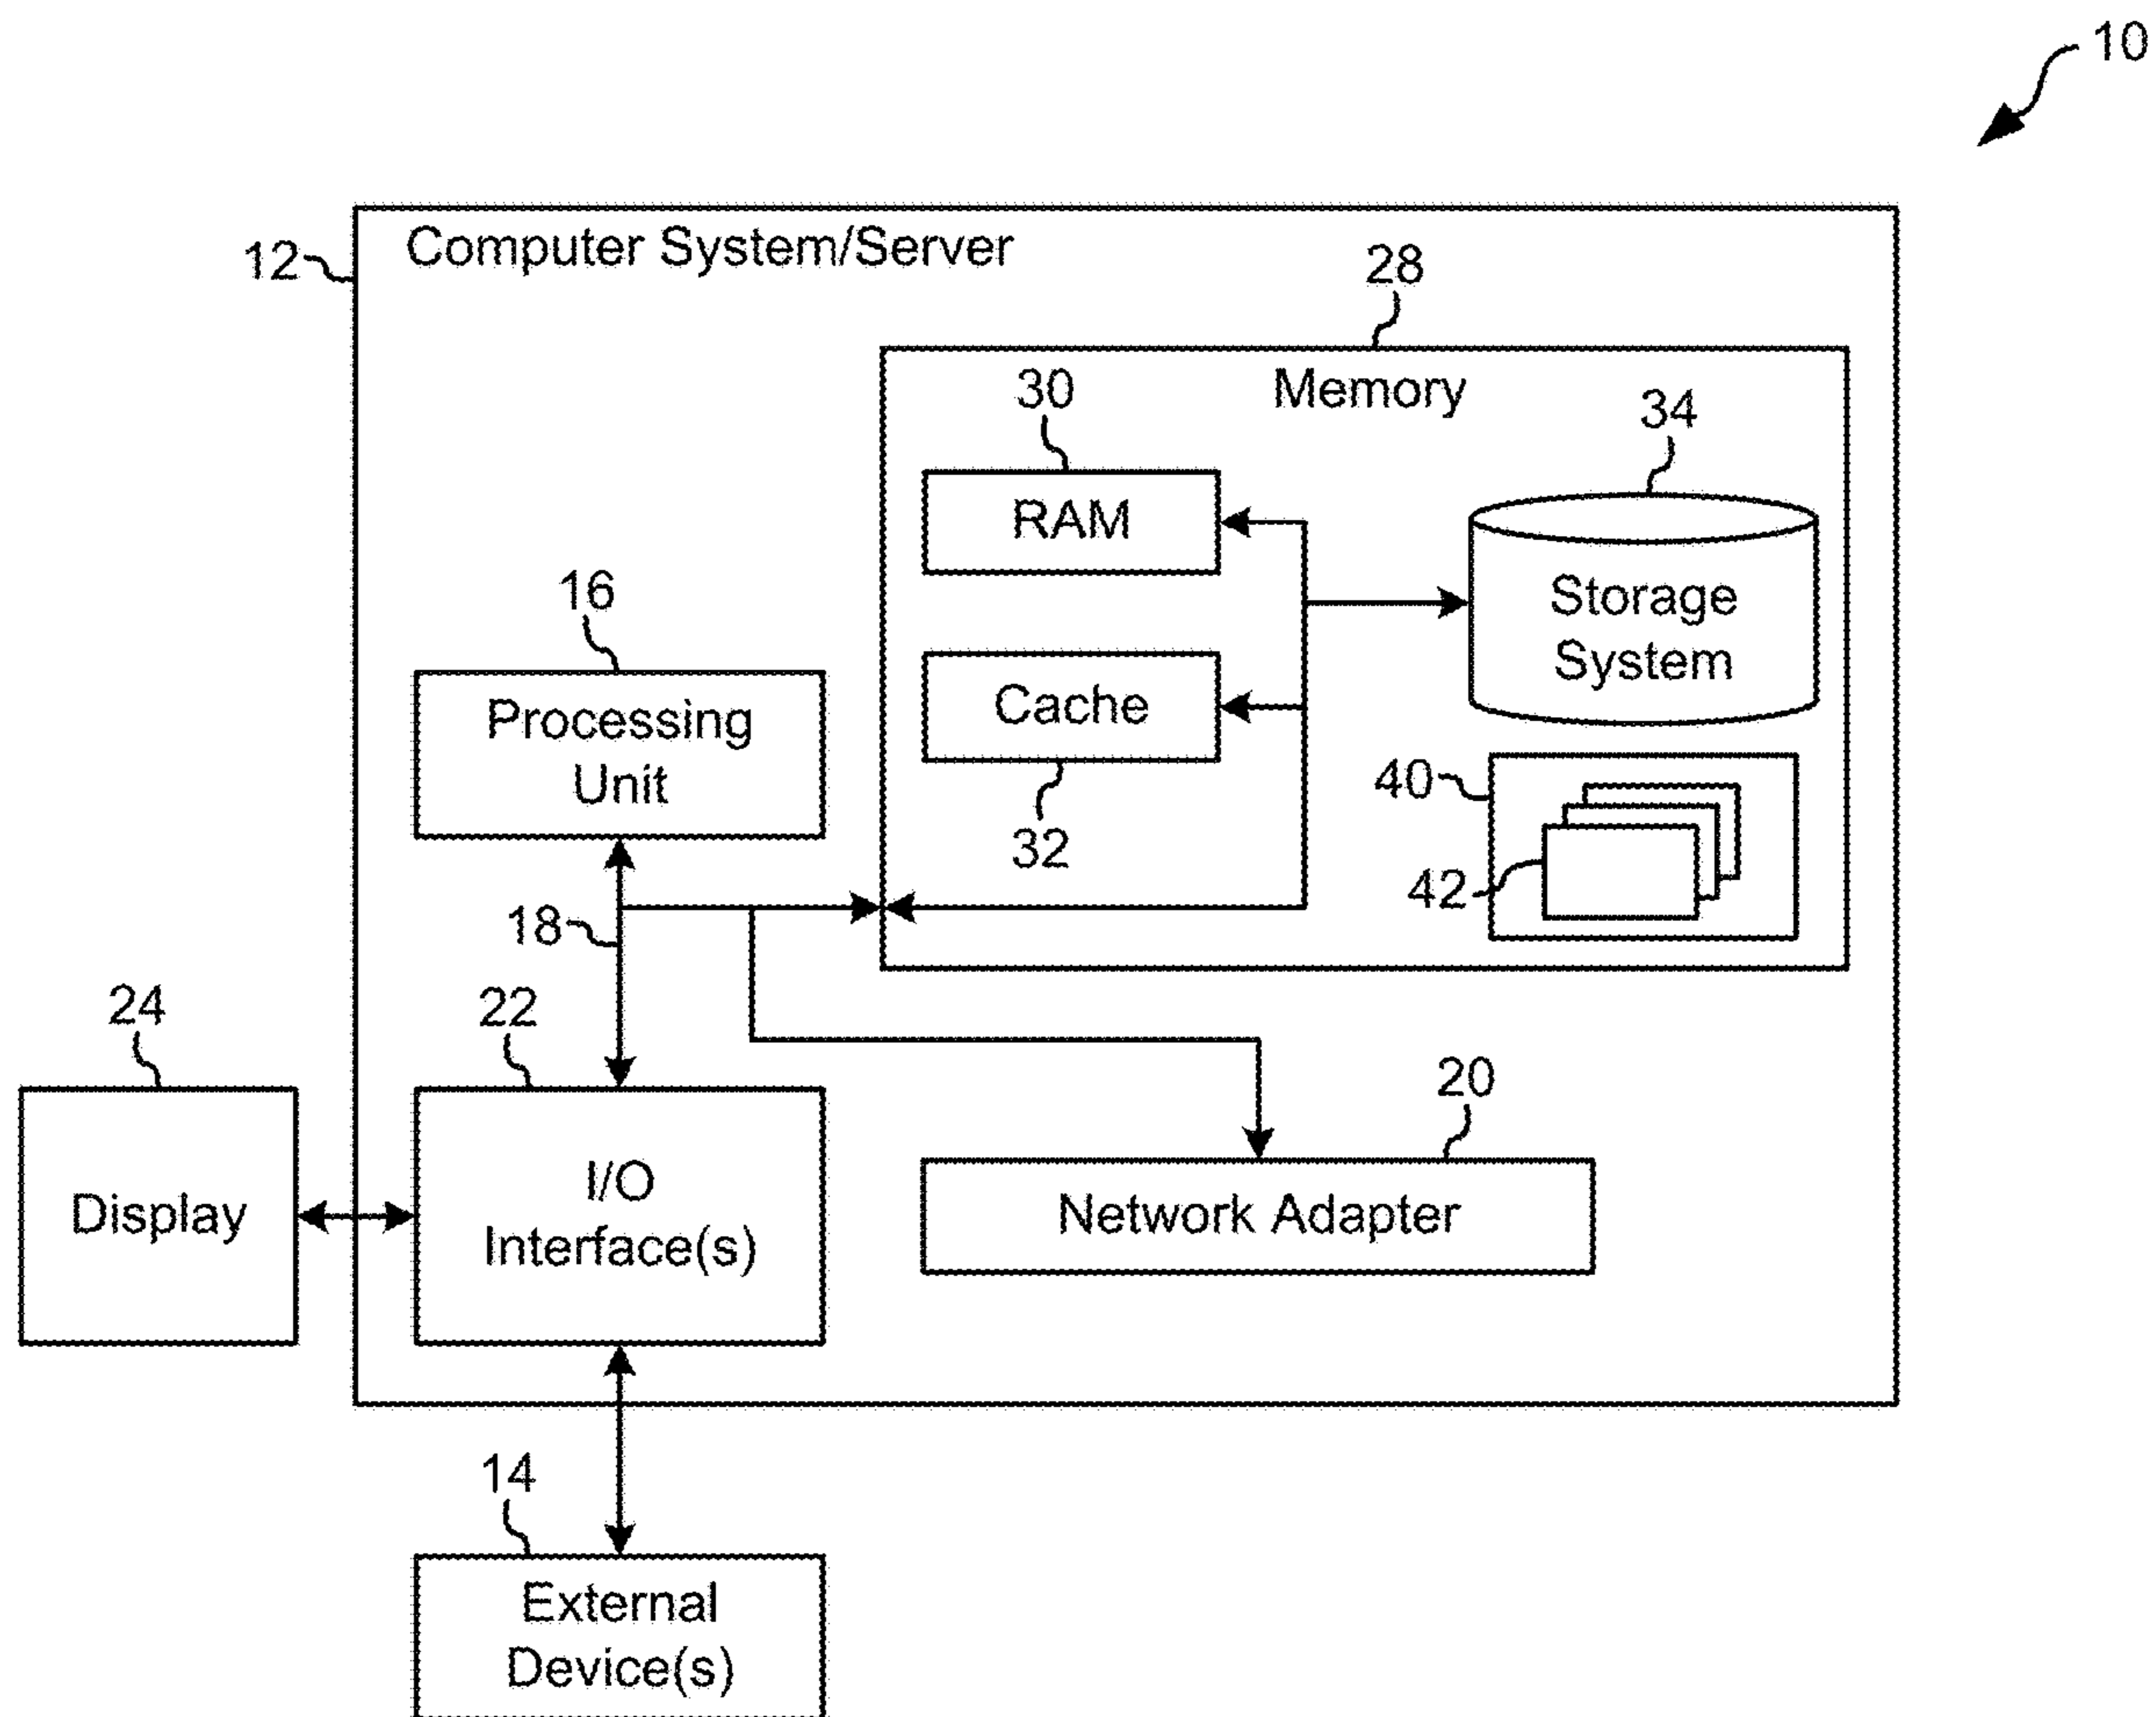 10
12
Computer System/Server
28
Memory
30
34
RAM
Storage
System
16
Processing
Unit
Cache
32
40
42
18
24
22
20
Display
I/O
Interface(s)
Network Adapter
14
External
Device(s)